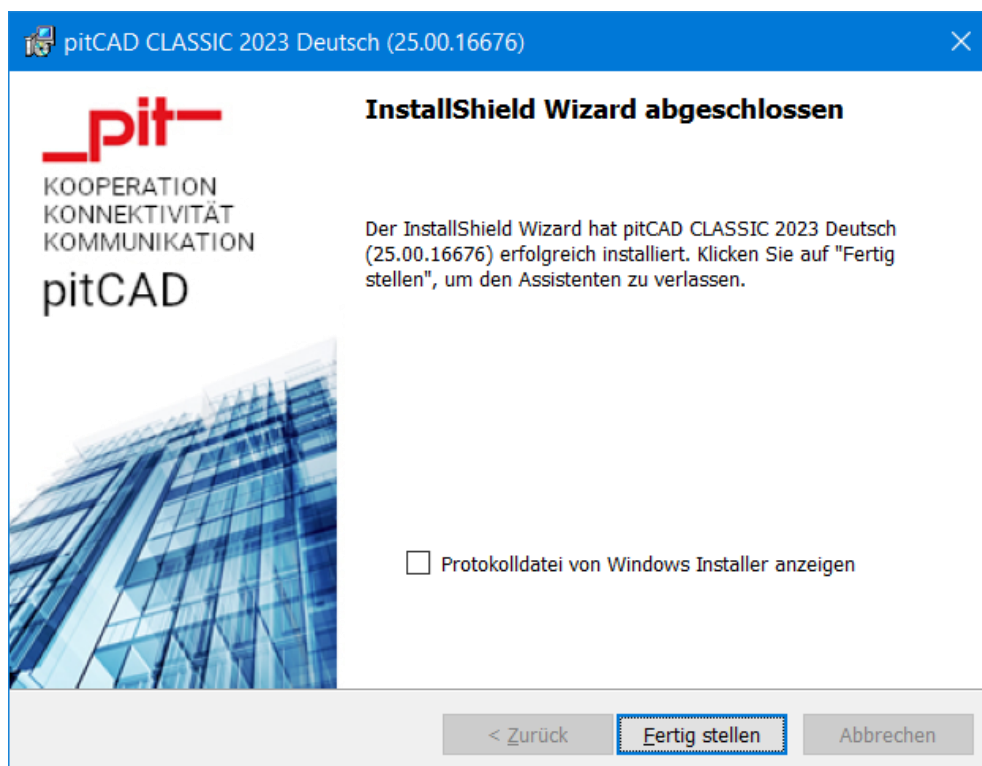 pitCAD CLASSIC 2023 Deutsch (25.00.16676)
_pit
KOOPERATION
KONNEKTIVITÄT
KOMMUNIKATION
pitCAD
InstallShield Wizard abgeschlossen
Der InstallShield Wizard hat pitCAD CLASSIC 2023 Deutsch
(25.00.16676) erfolgreich installiert. Klicken Sie auf "Fertig
stellen", um den Assistenten zu verlassen.
Protokolldatei von Windows Installer anzeigen
< Zurück
Fertig stellen
Abbrechen